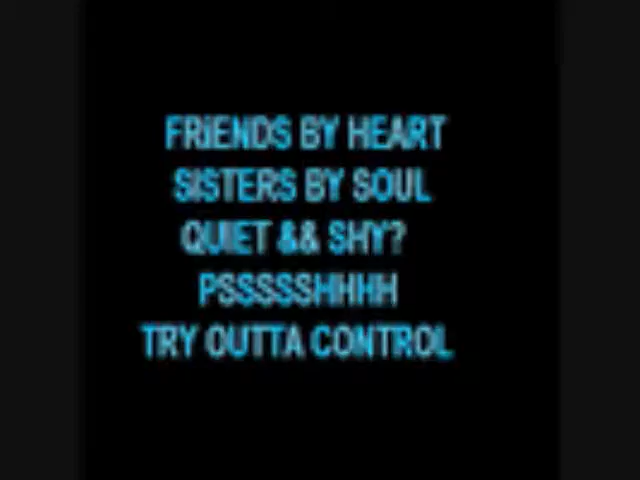 FRIENDS BY HEART
SISTERS BY SOUL
QUIET && SHY?
PSSSSSHHHH
TRY OUTTA CONTROL